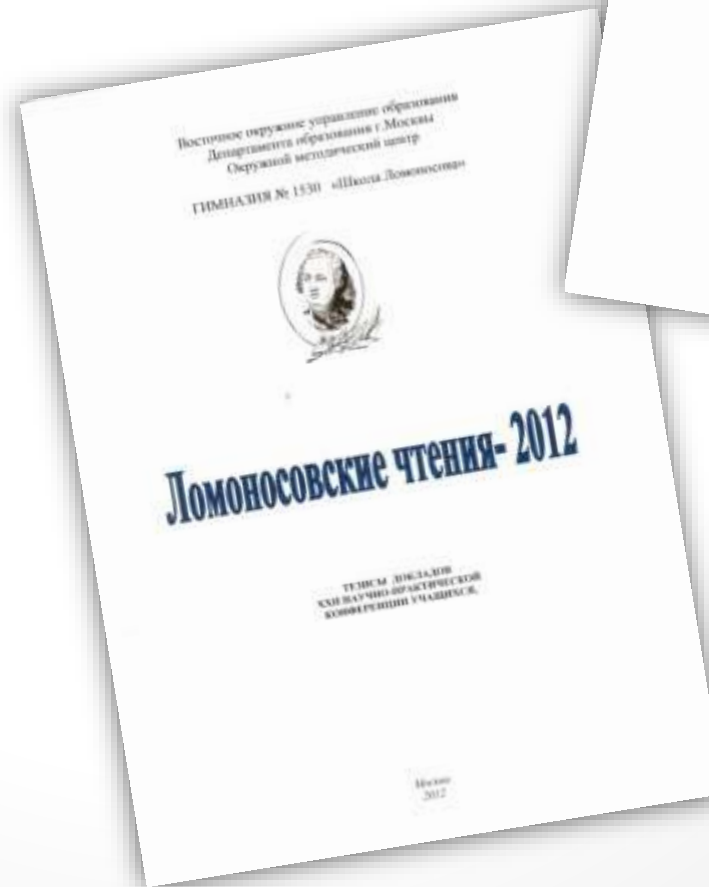 Восточное окружное управление образования
Департамента образования г.Москвы
Окружной методический центр
ГИМНАЗИЯ № 1530 «Школа Ломоносова»
Ломоносовские чтения- 2012
ТЕЗИСЫ ДОКЛАДОВ
XXII НАУЧНО-ПРАКТИЧЕСКОЙ
КОНФЕРЕНЦИИ УЧАЩИХСЯ.
Москва
2012